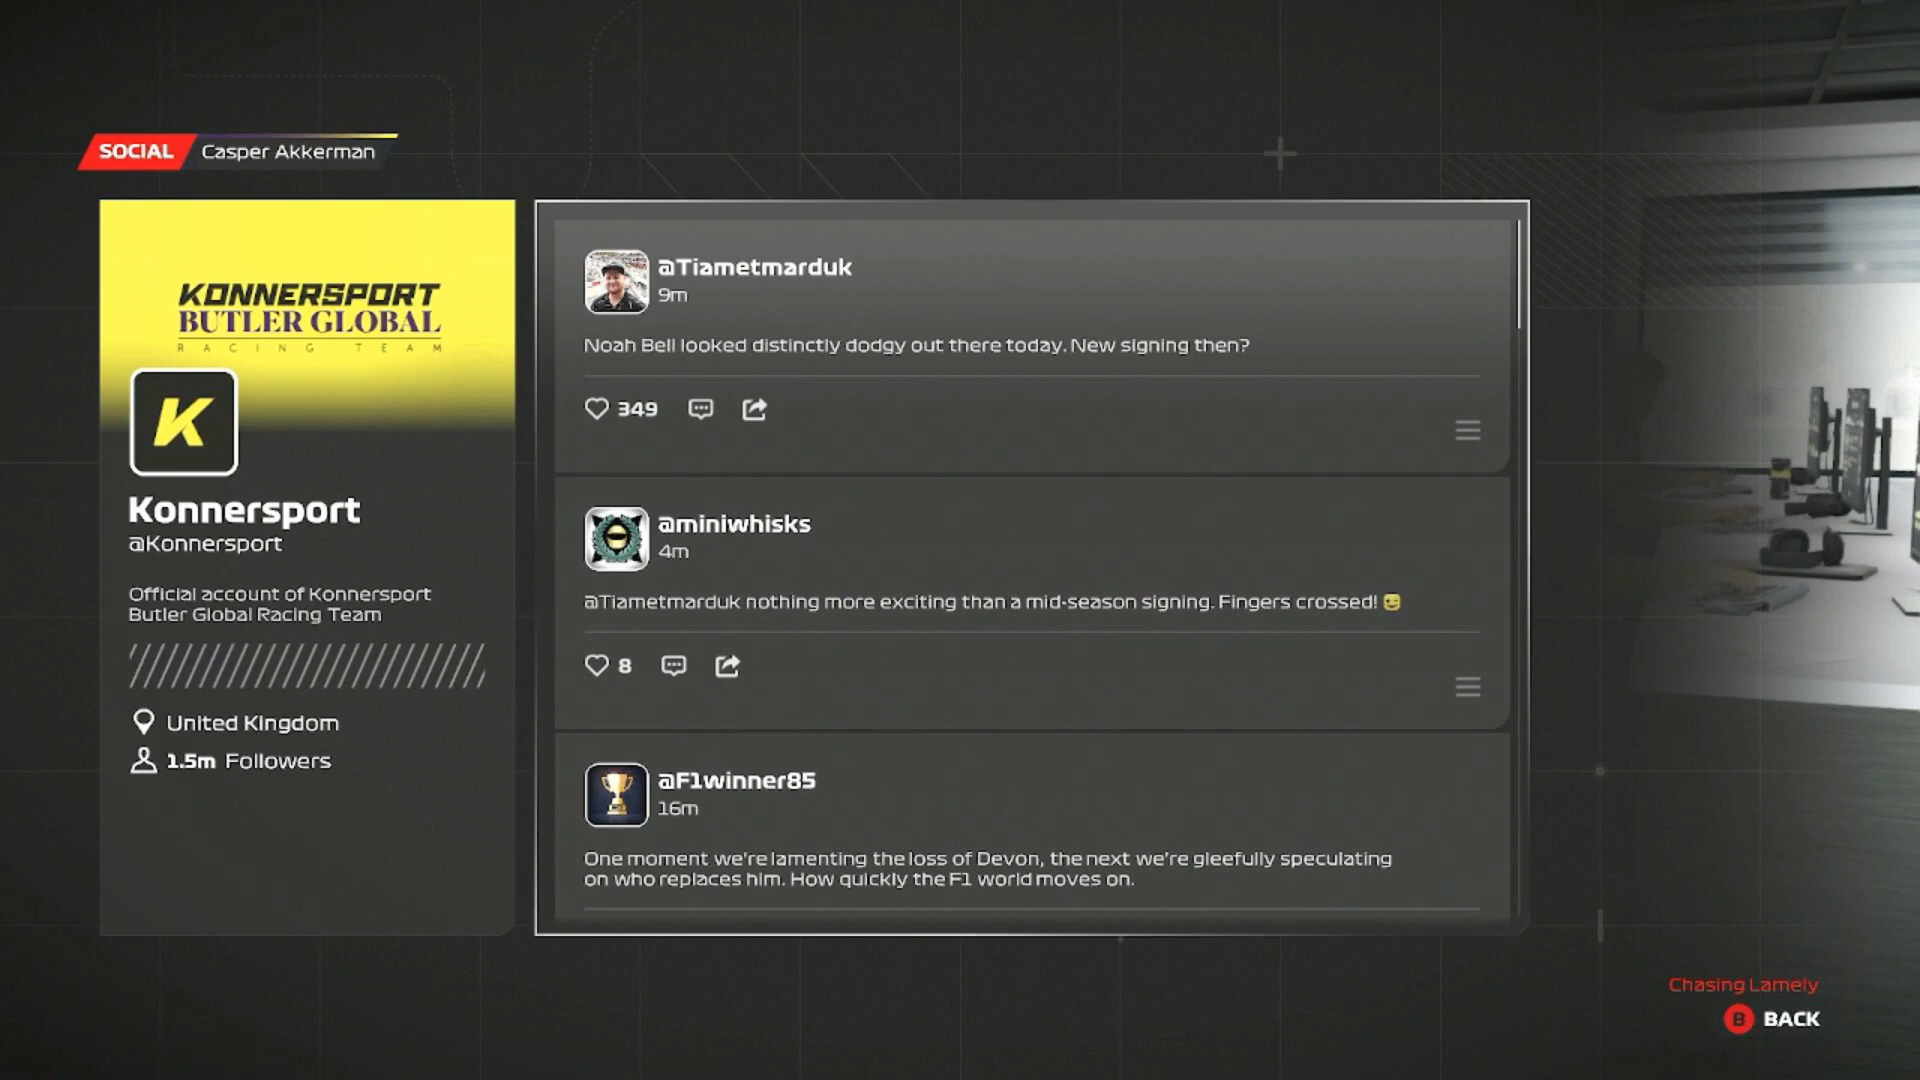 SOCIAL Casper Akkerman
KONNERSPORT
BUTLER GLOBAL
RACING TEAM
K
Konnersport
@Konnersport
Official account of Konnersport
Butler Global Racing Team
United Kingdom
1.5m Followers
@Tiametmarduk
9m
Noah Bell looked distinctly dodgy out there today. New signing then?
349
@miniwhisks
4m
@Tiametmarduk nothing more exciting than a mid-season signing. Fingers crossed! 😉
8
@F1winner85
16m
One moment we're lamenting the loss of Devon, the next we're gleefully speculating
on who replaces him. How quickly the F1 world moves on.
Chasing Lamely
B BACK